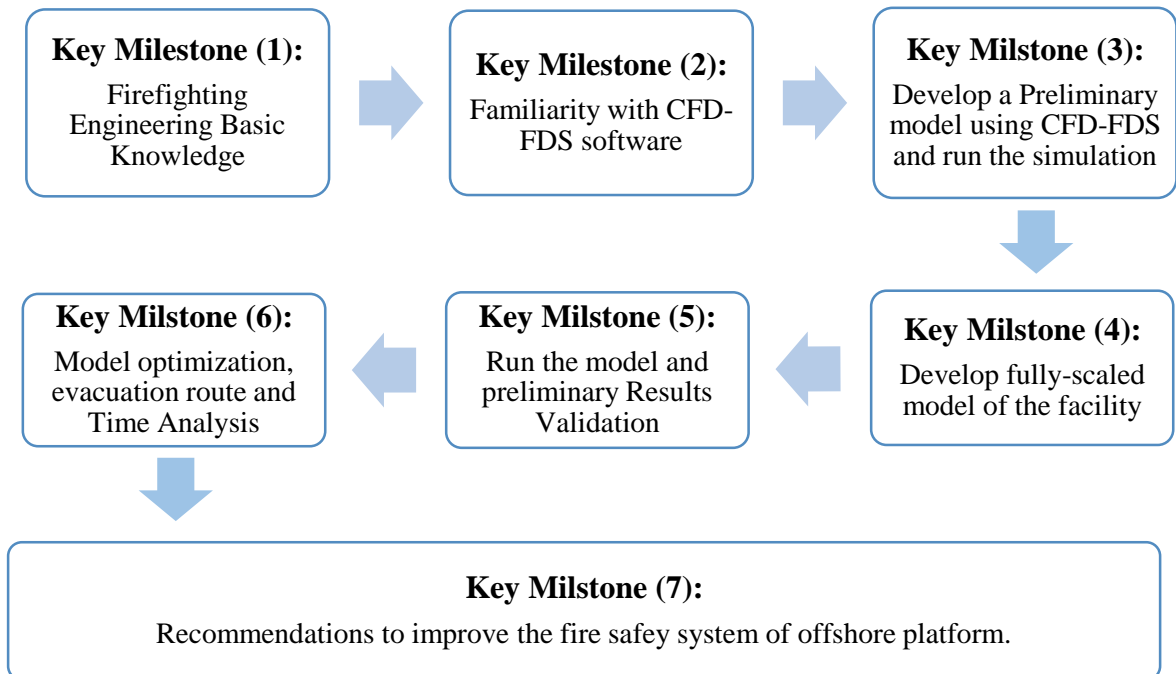 Key Milestone (1):
Firefighting
Engineering Basic
Knowledge
Key Milestone (2):
Familiarity with CFD-
FDS software
Key Milstone (3):
Develop a Preliminary
model using CFD-FDS
and run the simulation
Key Milstone (4):
Develop fully-scaled
model of the facility
Key Milstone (5):
Run the model and
preliminary Results
Validation
Key Milstone (6):
Model optimization,
evacuation route and
Time Analysis
Key Milstone (7):
Recommendations to improve the fire safey system of offshore platform.